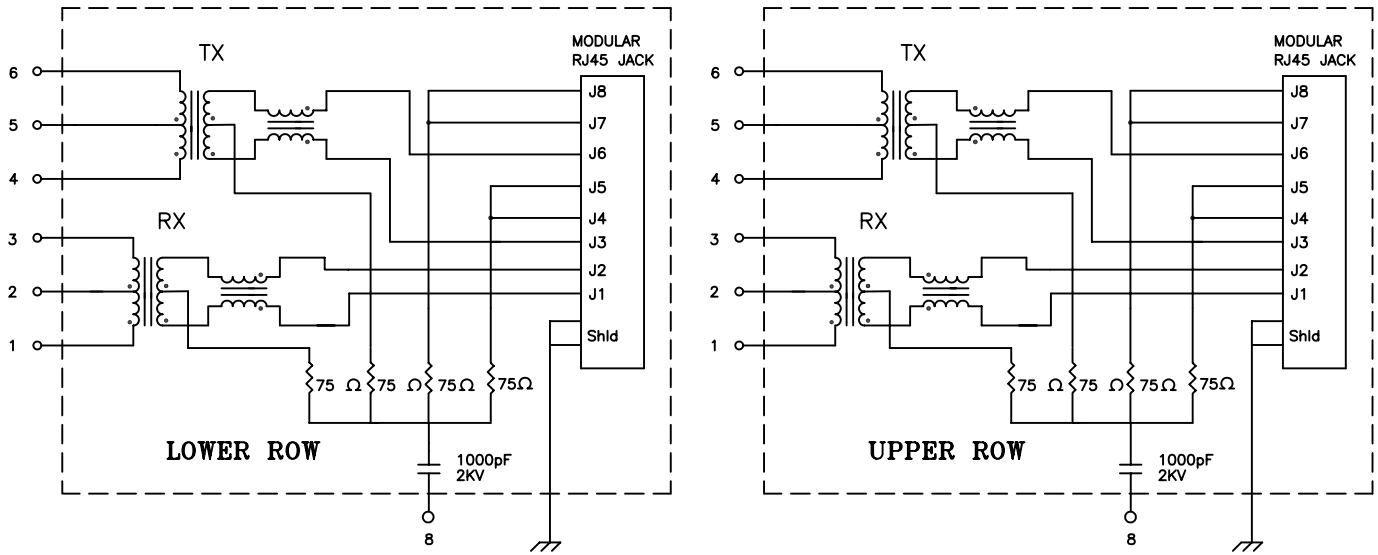 TX
MODULAR
RJ45 JACK
6
J8
5
J7
J6
4
J5
J4
RX
3
J3
2
J2
J1
1
Shld
75 Ω 75 Ω 75Ω 75Ω
LOWER ROW
1000pF
2KV
8
TX
MODULAR
RJ45 JACK
6
J8
5
J7
J6
4
J5
J4
RX
3
J3
2
J2
J1
1
Shld
75 Ω 75 Ω 75Ω 75Ω
UPPER ROW
1000pF
2KV
8